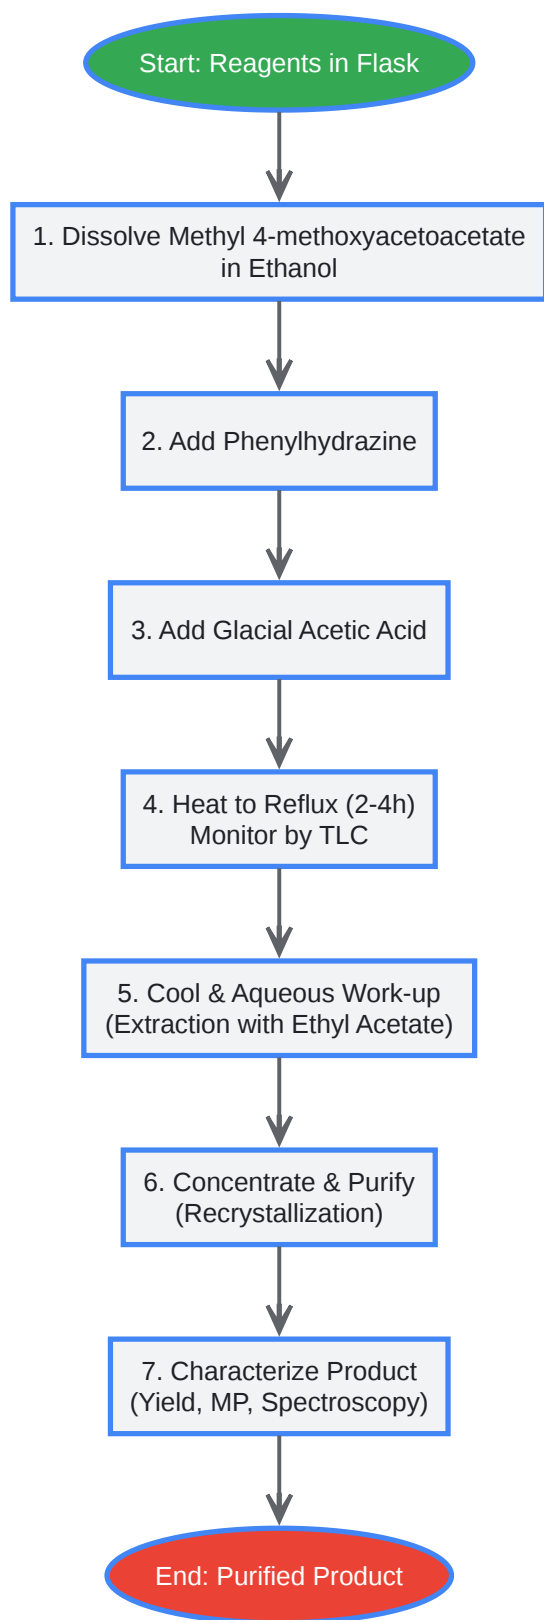 Start: Reagents in Flask
1. Dissolve Methyl 4-methoxyacetoacetate
in Ethanol
2. Add Phenylhydrazine
3. Add Glacial Acetic Acid
4. Heat to Reflux (2-4h)
Monitor by TLC
5. Cool & Aqueous Work-up
(Extraction with Ethyl Acetate)
6. Concentrate & Purify
(Recrystallization)
7. Characterize Product
(Yield, MP, Spectroscopy)
End: Purified Product